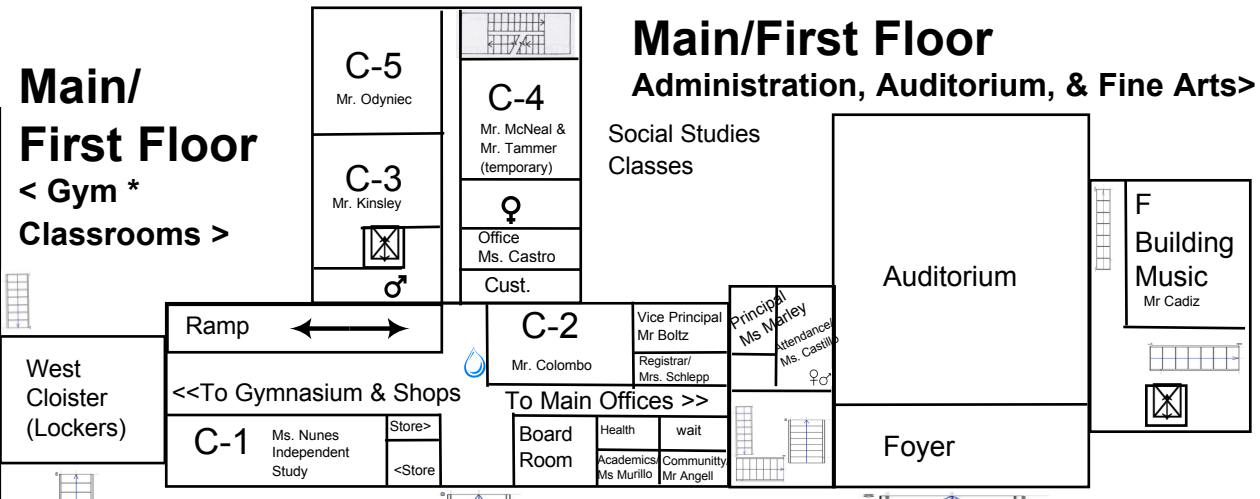 Main/
First Floor
< Gym *
Classrooms >
C-5
Mr. Odyniec
C-3
Mr. Kinsley
♂
C-4
Mr. McNeal &
Mr. Tammer
(temporary)
♀
Office
Ms. Castro
Cust.
Main/First Floor
Administration, Auditorium, & Fine Arts>
Social Studies
Classes
Auditorium
Foyer
F
Building
Music
Mr Cadiz
Ramp
C-2
Mr. Colombo
Vice Principal
Mr Boltz
Registrar/
Mrs. Schlepp
Principal
Ms Marley
Attendance/
Ms. Castillo
♀♂
West
Cloister
(Lockers)
<<To Gymnasium & Shops
To Main Offices >>
C-1
Ms. Nunes
Independent
Study
Store>
<Store
Board
Room
Health
wait
Academics/
Ms Murillo
Communitty
Mr Angell